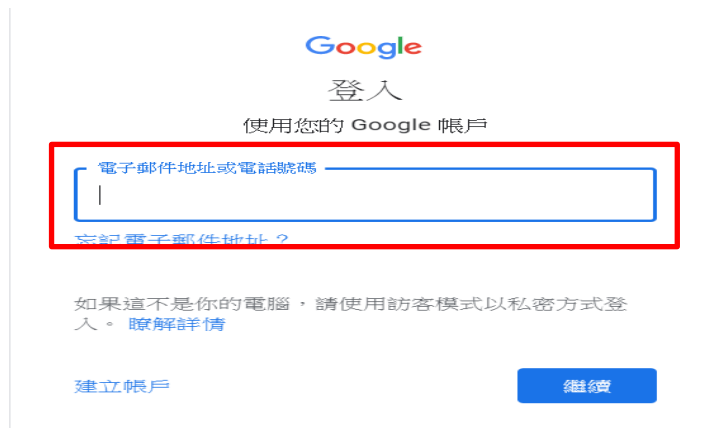 Google
登入
使用您的 Google 帳戶
電子郵件地址或電話號碼
忘記電子郵件地址？
如果這不是你的電腦，請使用訪客模式以私密方式登
入。 瞭解詳情
建立帳戶
繼續